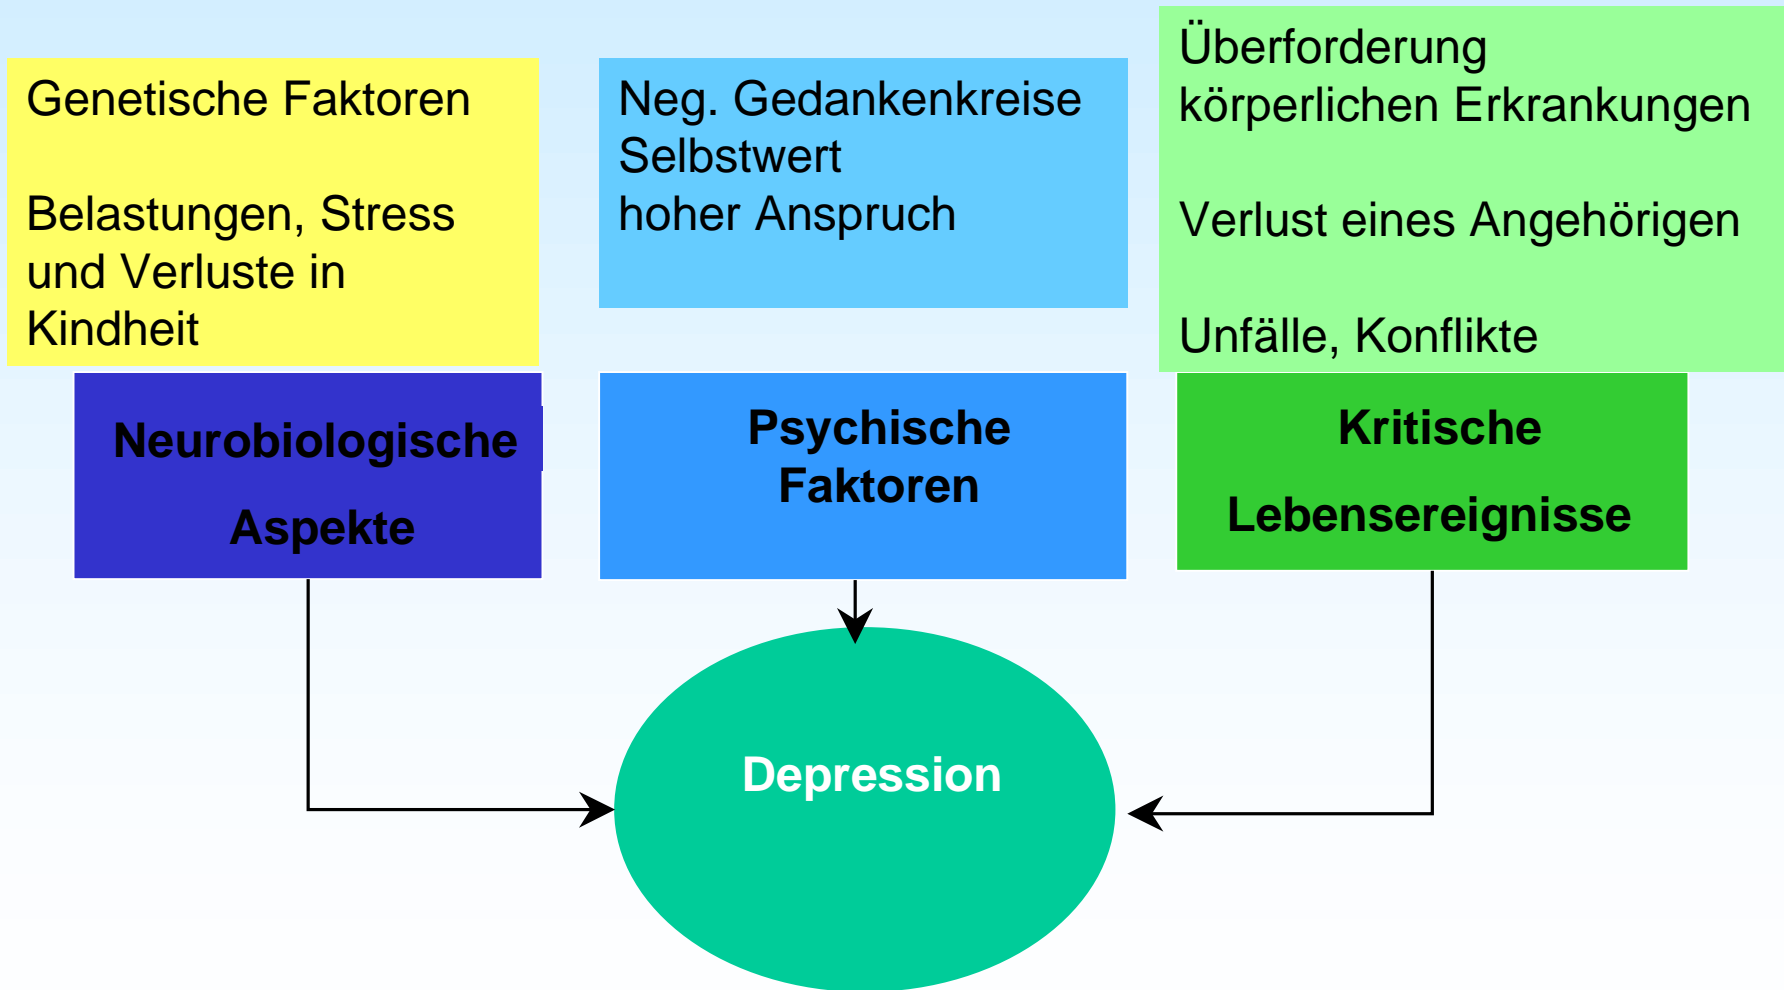 Genetische Faktoren
Belastungen, Stress
und Verluste in
Kindheit
Neurobiologische
Aspekte
Neg. Gedankenkreise
Selbstwert
hoher Anspruch
Psychische
Faktoren
Überforderung
körperlichen Erkrankungen
Verlust eines Angehörigen
Unfälle, Konflikte
Kritische
Lebensereignisse
Depression